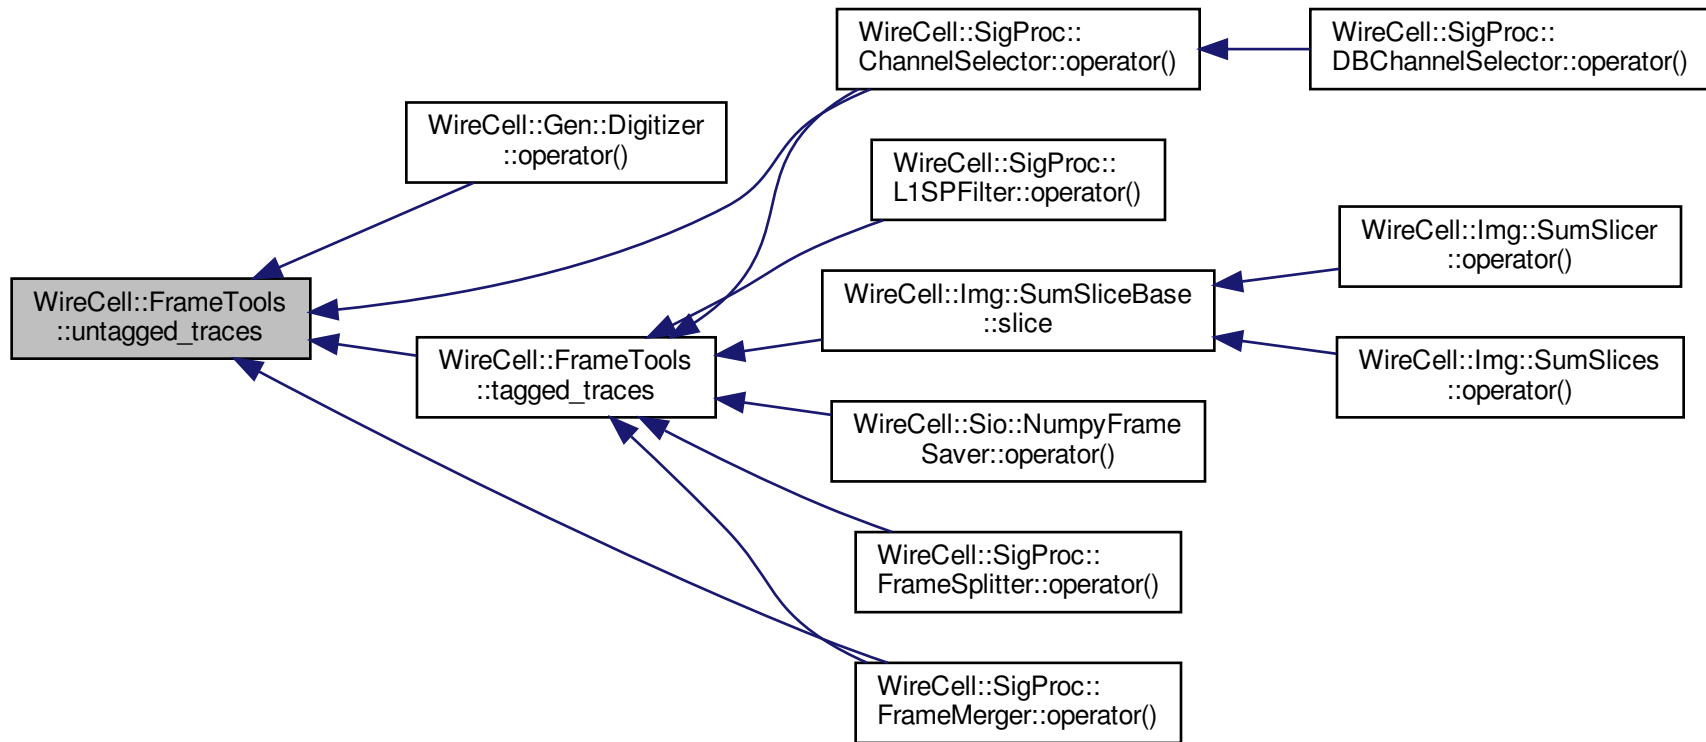 WireCell::SigProc::
ChannelSelector::operator()
WireCell::SigProc::
DBChannelSelector::operator()
WireCell::Gen::Digitizer
::operator()
WireCell::SigProc::
L1SPFilter::operator()
WireCell::Img::SumSlicer
::operator()
WireCell::FrameTools
::untagged_traces
WireCell::Img::SumSliceBase
::slice
WireCell::FrameTools
::tagged_traces
WireCell::Img::SumSlices
::operator()
WireCell::Sio::NumpyFrame
Saver::operator()
WireCell::SigProc::
FrameSplitter::operator()
WireCell::SigProc::
FrameMerger::operator()